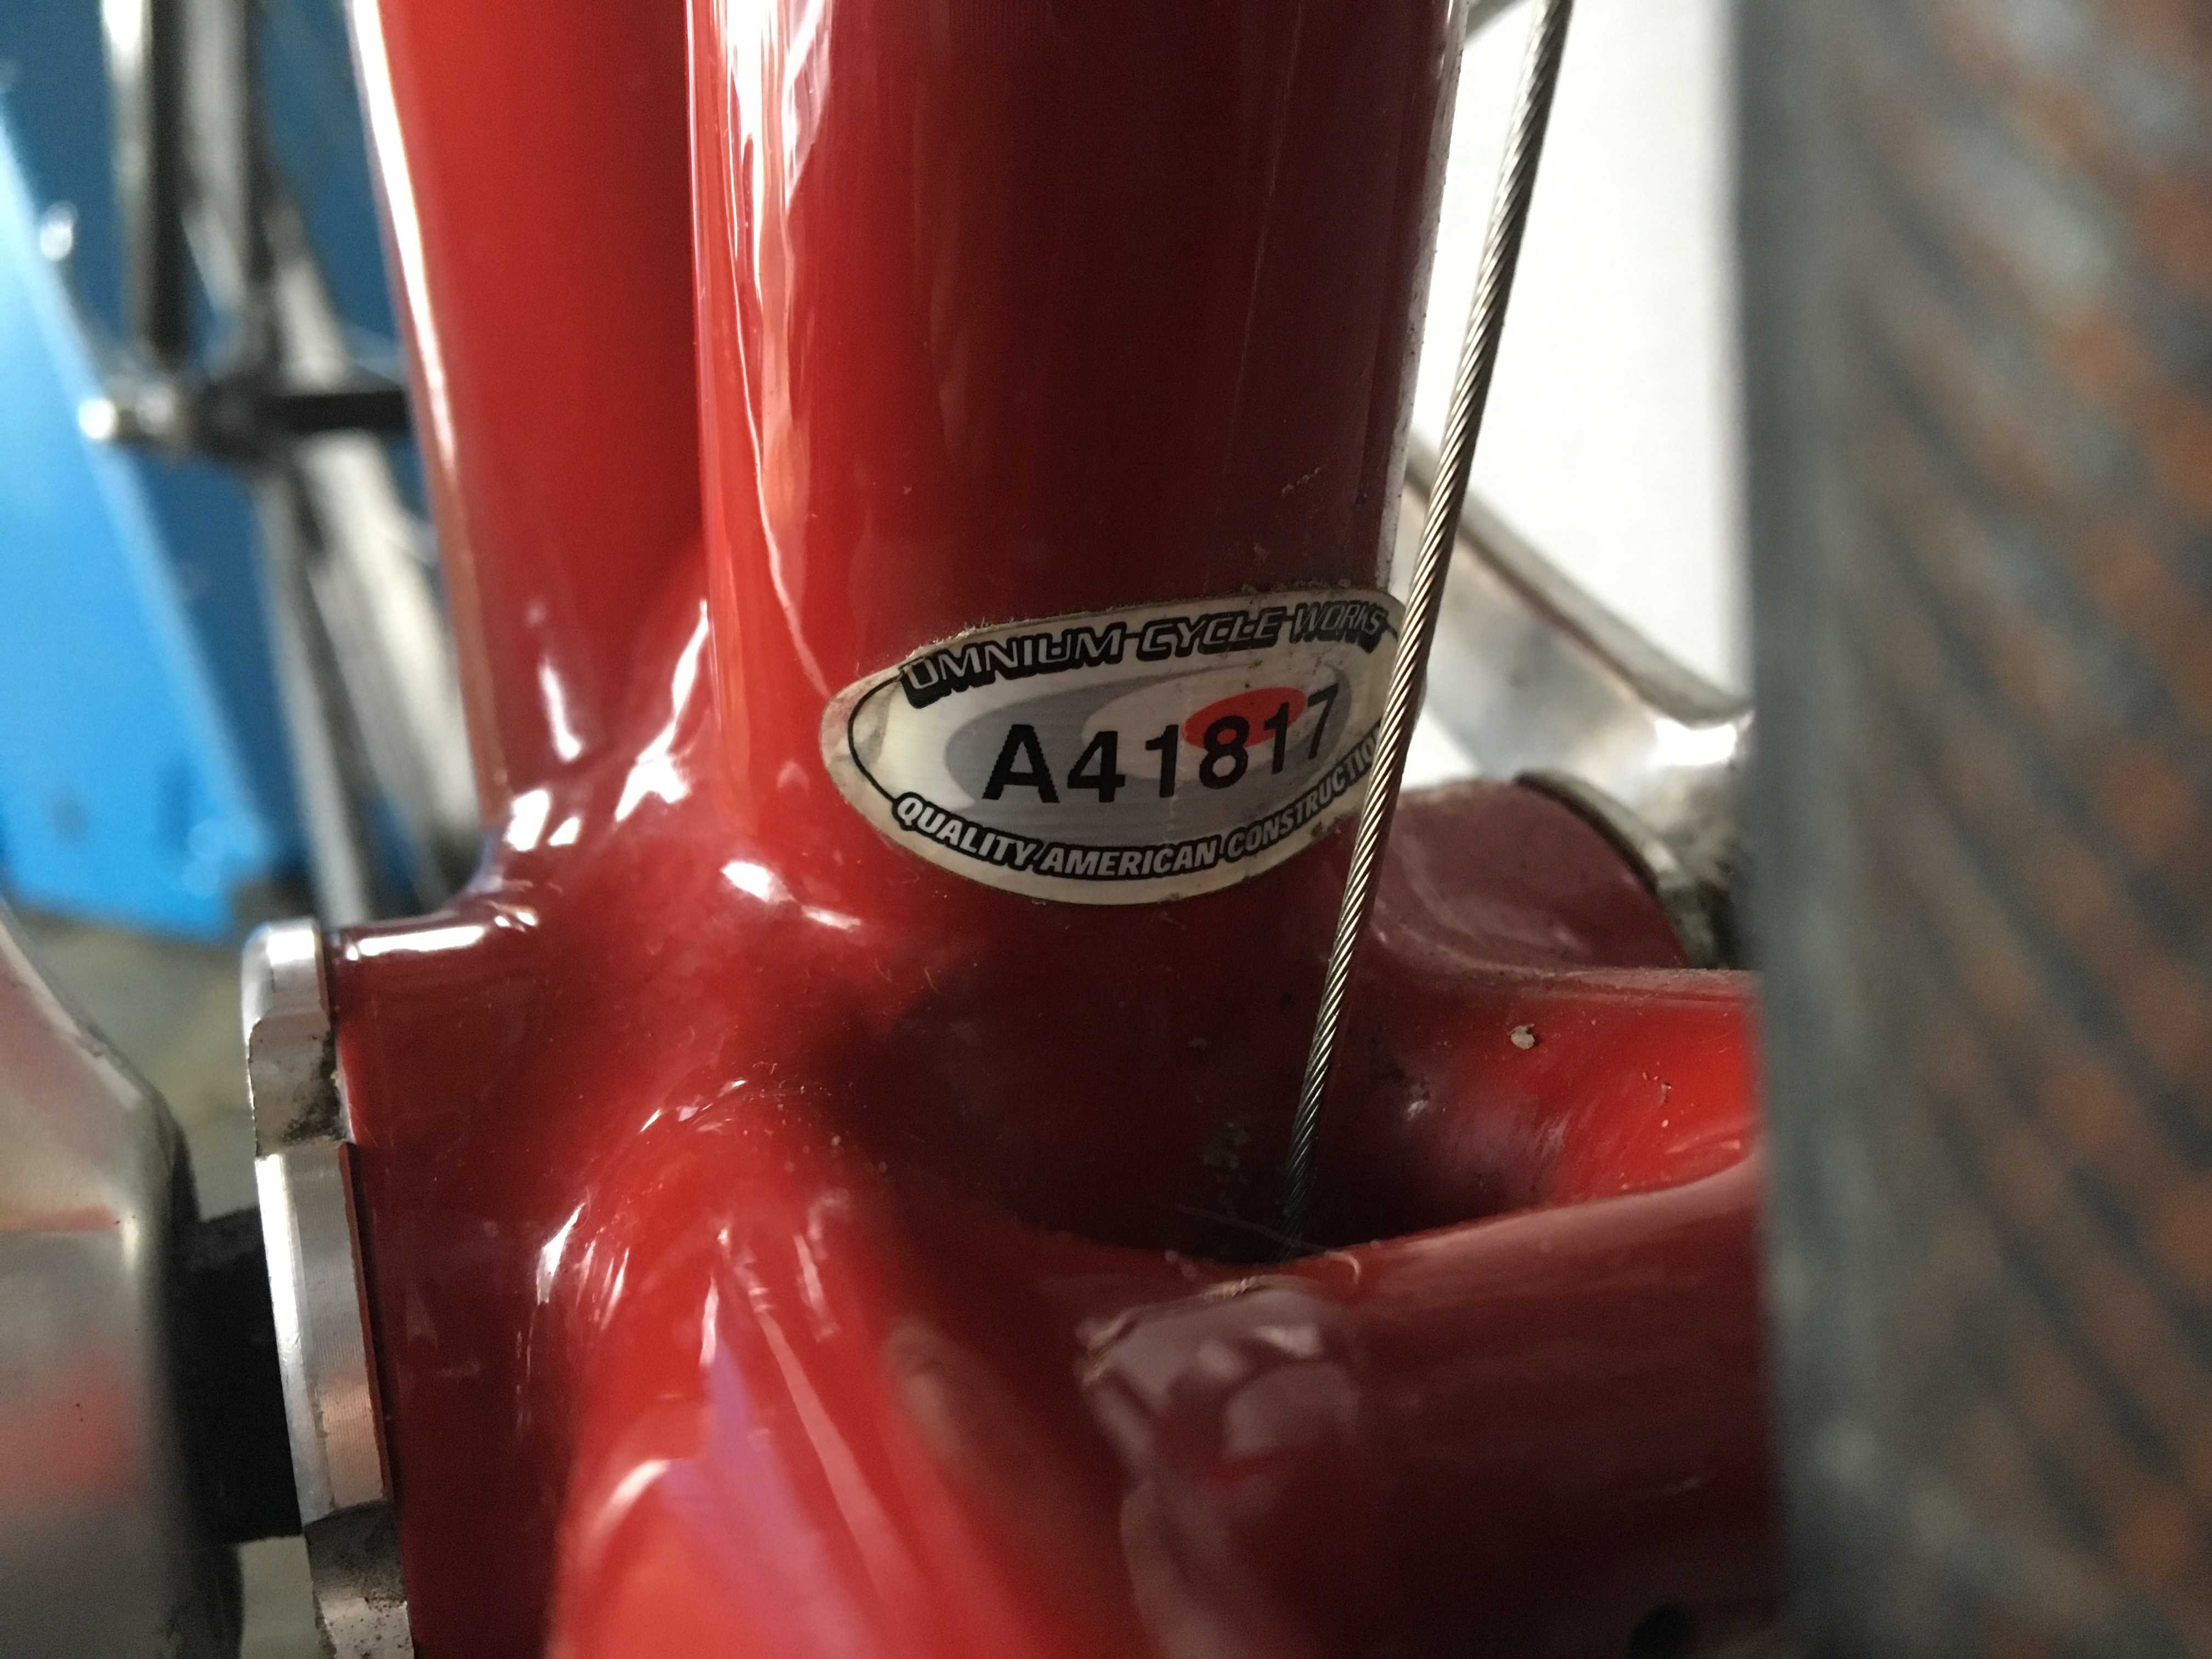 OMNIUM CYCLE WORKS
A41817
QUALITY AMERICAN CONSTRUCTION